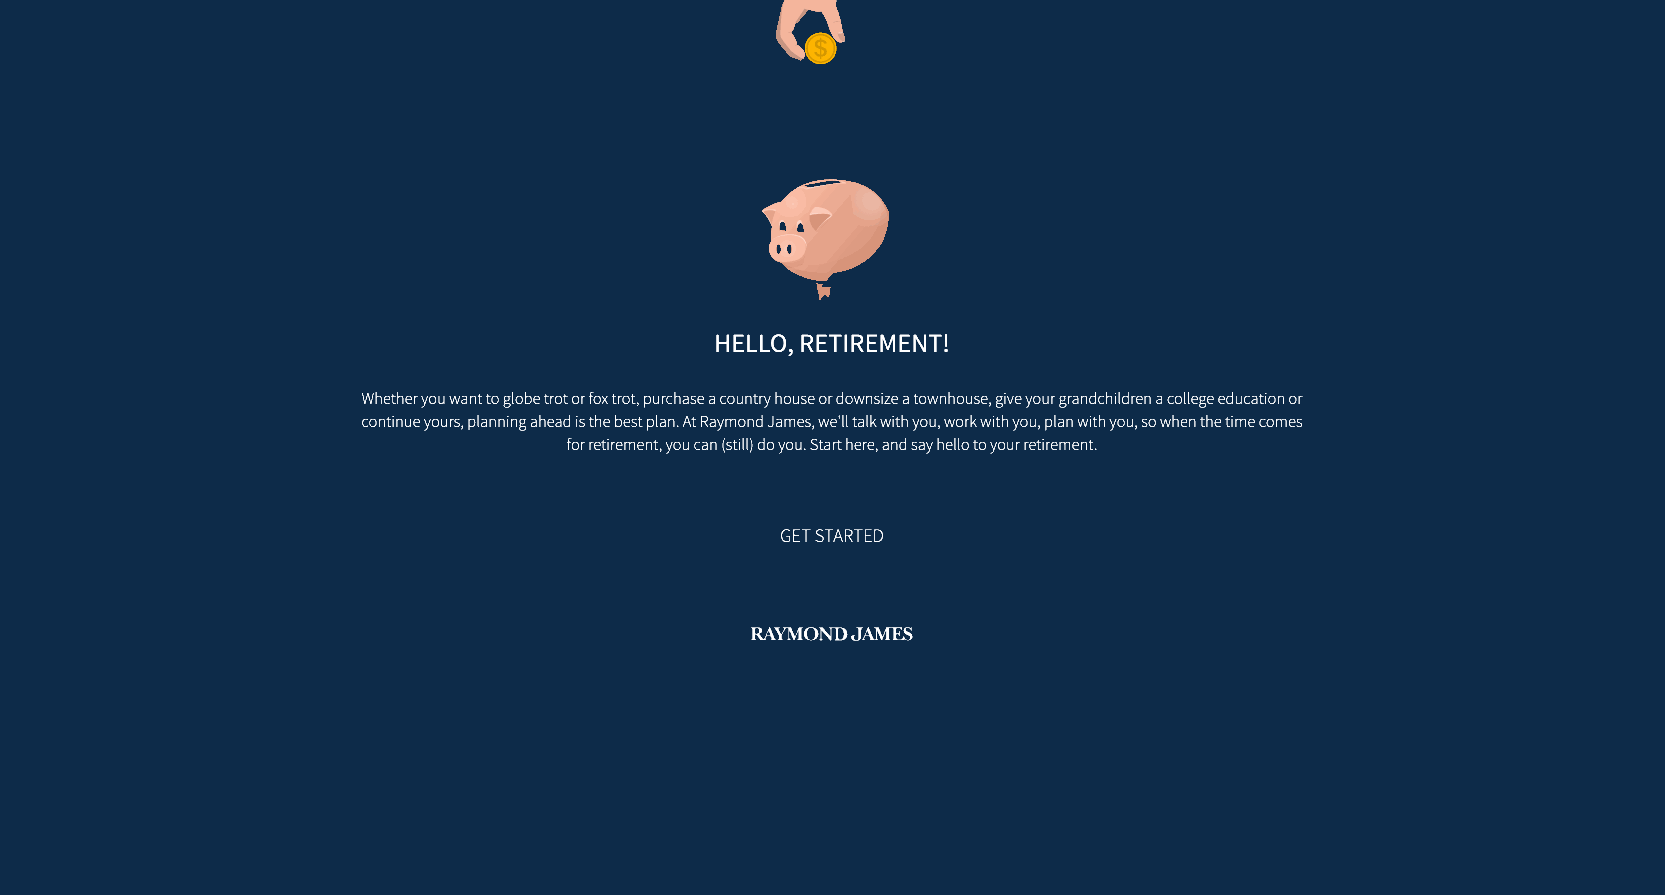 $
HELLO, RETIREMENT!
Whether you want to globe trot or fox trot, purchase a country house or downsize a townhouse, give your grandchildren a college education or
continue yours, planning ahead is the best plan. At Raymond James, we'll talk with you, work with you, plan with you, so when the time comes
for retirement, you can (still) do you. Start here, and say hello to your retirement.
GET STARTED
RAYMOND JAMES